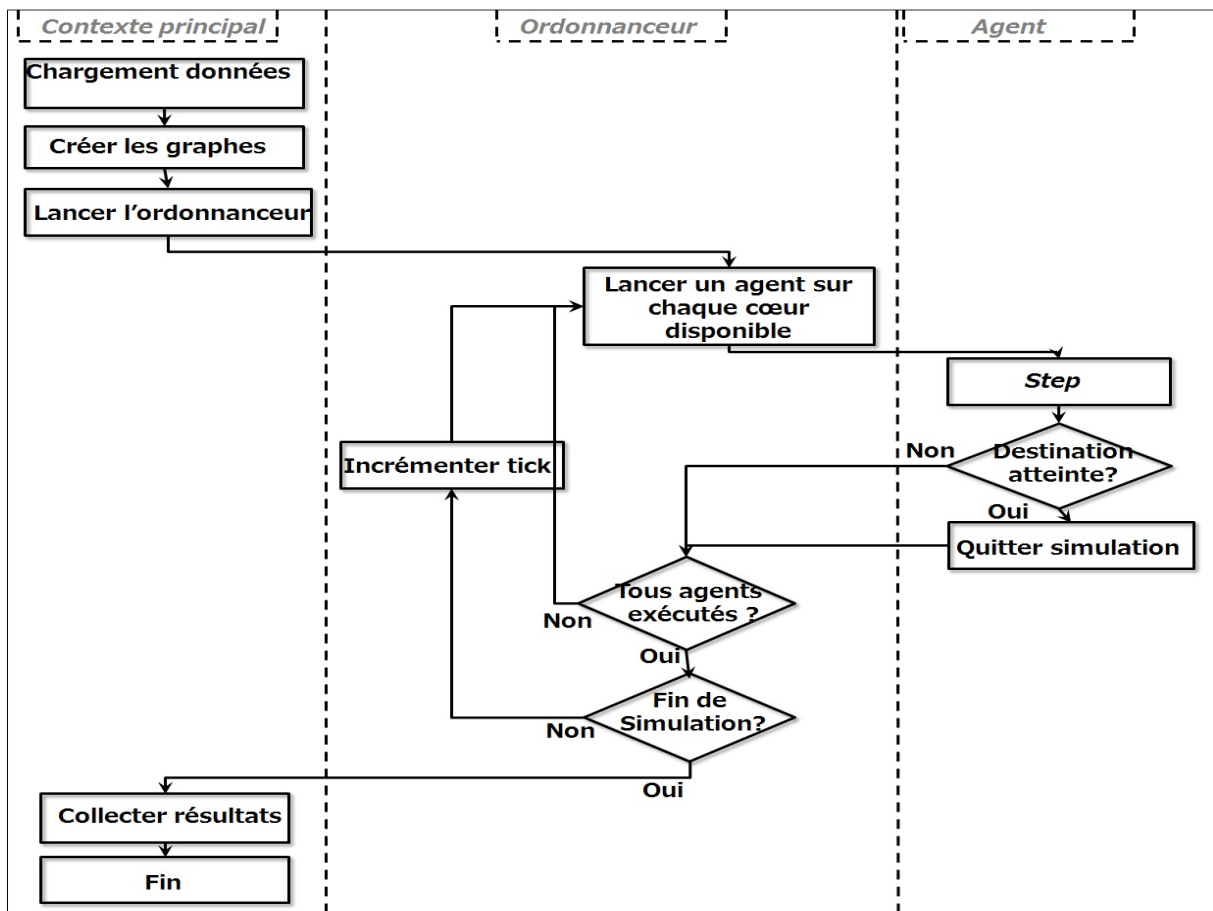 Contexte principal
Ordonnanceur
Agent
Chargement données
Créer les graphes
Lancer l'ordonnanceur
Lancer un agent sur
chaque cœur
disponible
Step
Incrémenter tick
Non
Destination
atteinte?
Oui
Quitter simulation
Tous agents
exécutés ?
Non
Oui
Fin de
Simulation?
Non
Oui
Collecter résultats
Fin